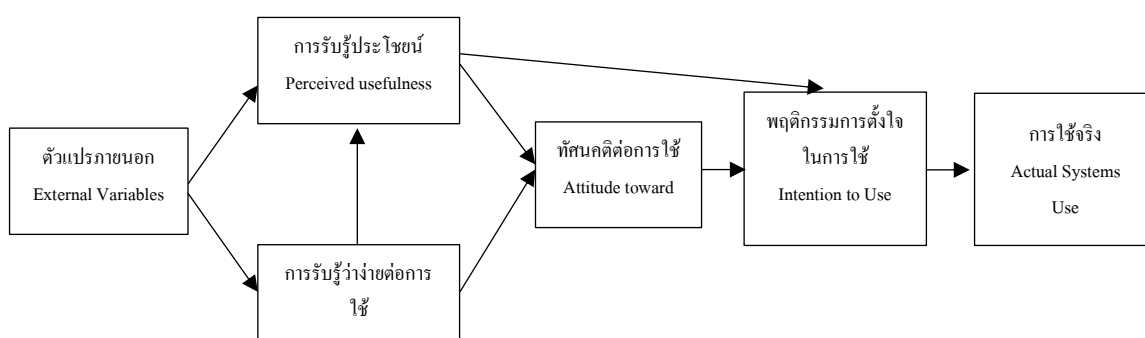 การรับรู้ประโยชน์
Perceived usefulness
ตัวแปรภายนอก
External Variables
การรับรู้ว่าง่ายต่อการ
ใช้
ทัศนคติต่อการใช้
Attitude toward
พฤติกรรมการตั้งใจ
ในการใช้
Intention to Use
การใช้จริง
Actual Systems
Use